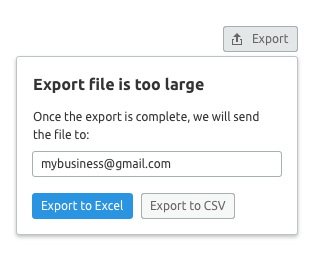 Export
Export file is too large
Once the export is complete, we will send
the file to:
mybusiness@gmail.com
Export to Excel
Export to CSV